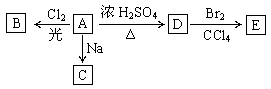 B Cl₂ 光 A 浓 H₂SO₄ △ D Br₂ CCl₄ E
Na
C